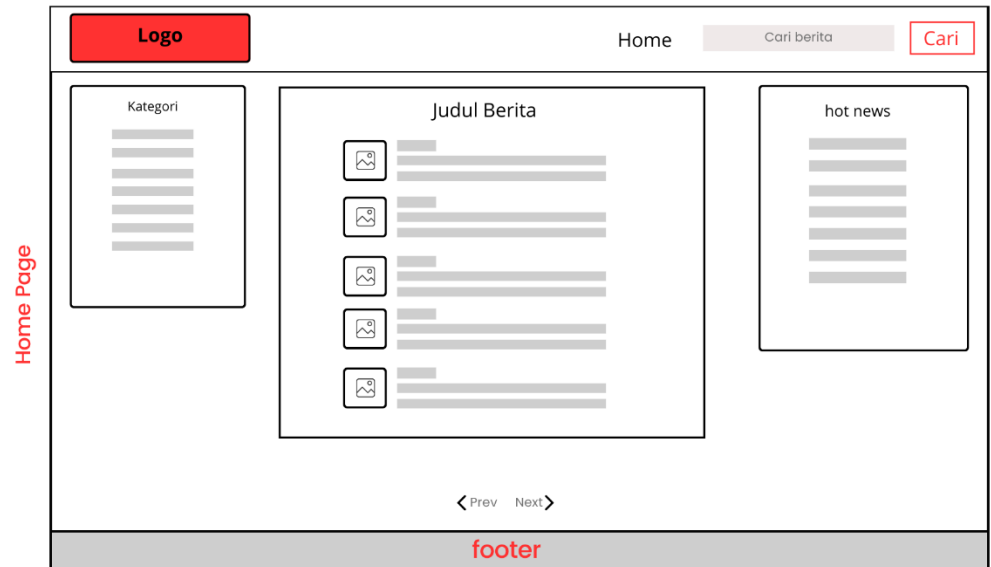 Logo
Home
Cari berita
Cari
Home Page
Kategori
Judul Berita
hot news
Prev
Next
footer